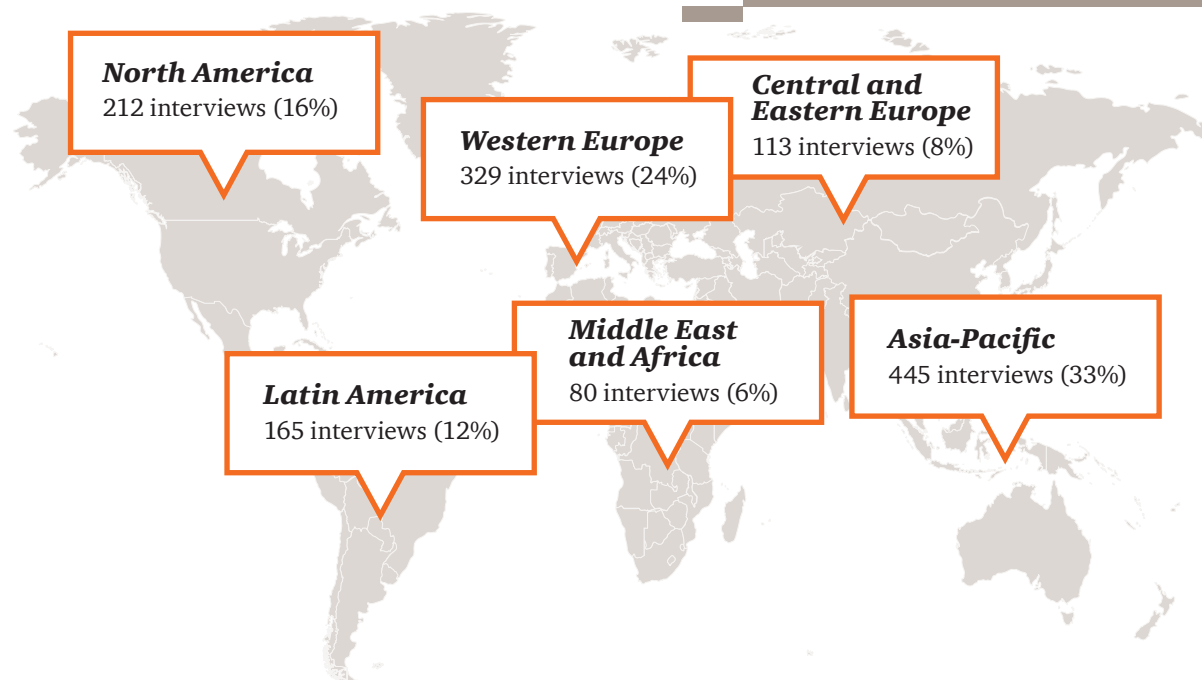 North America
212 interviews (16%)
Western Europe
329 interviews (24%)
Central and
Eastern Europe
113 interviews (8%)
Latin America
165 interviews (12%)
Middle East
and Africa
80 interviews (6%)
Asia-Pacific
445 interviews (33%)